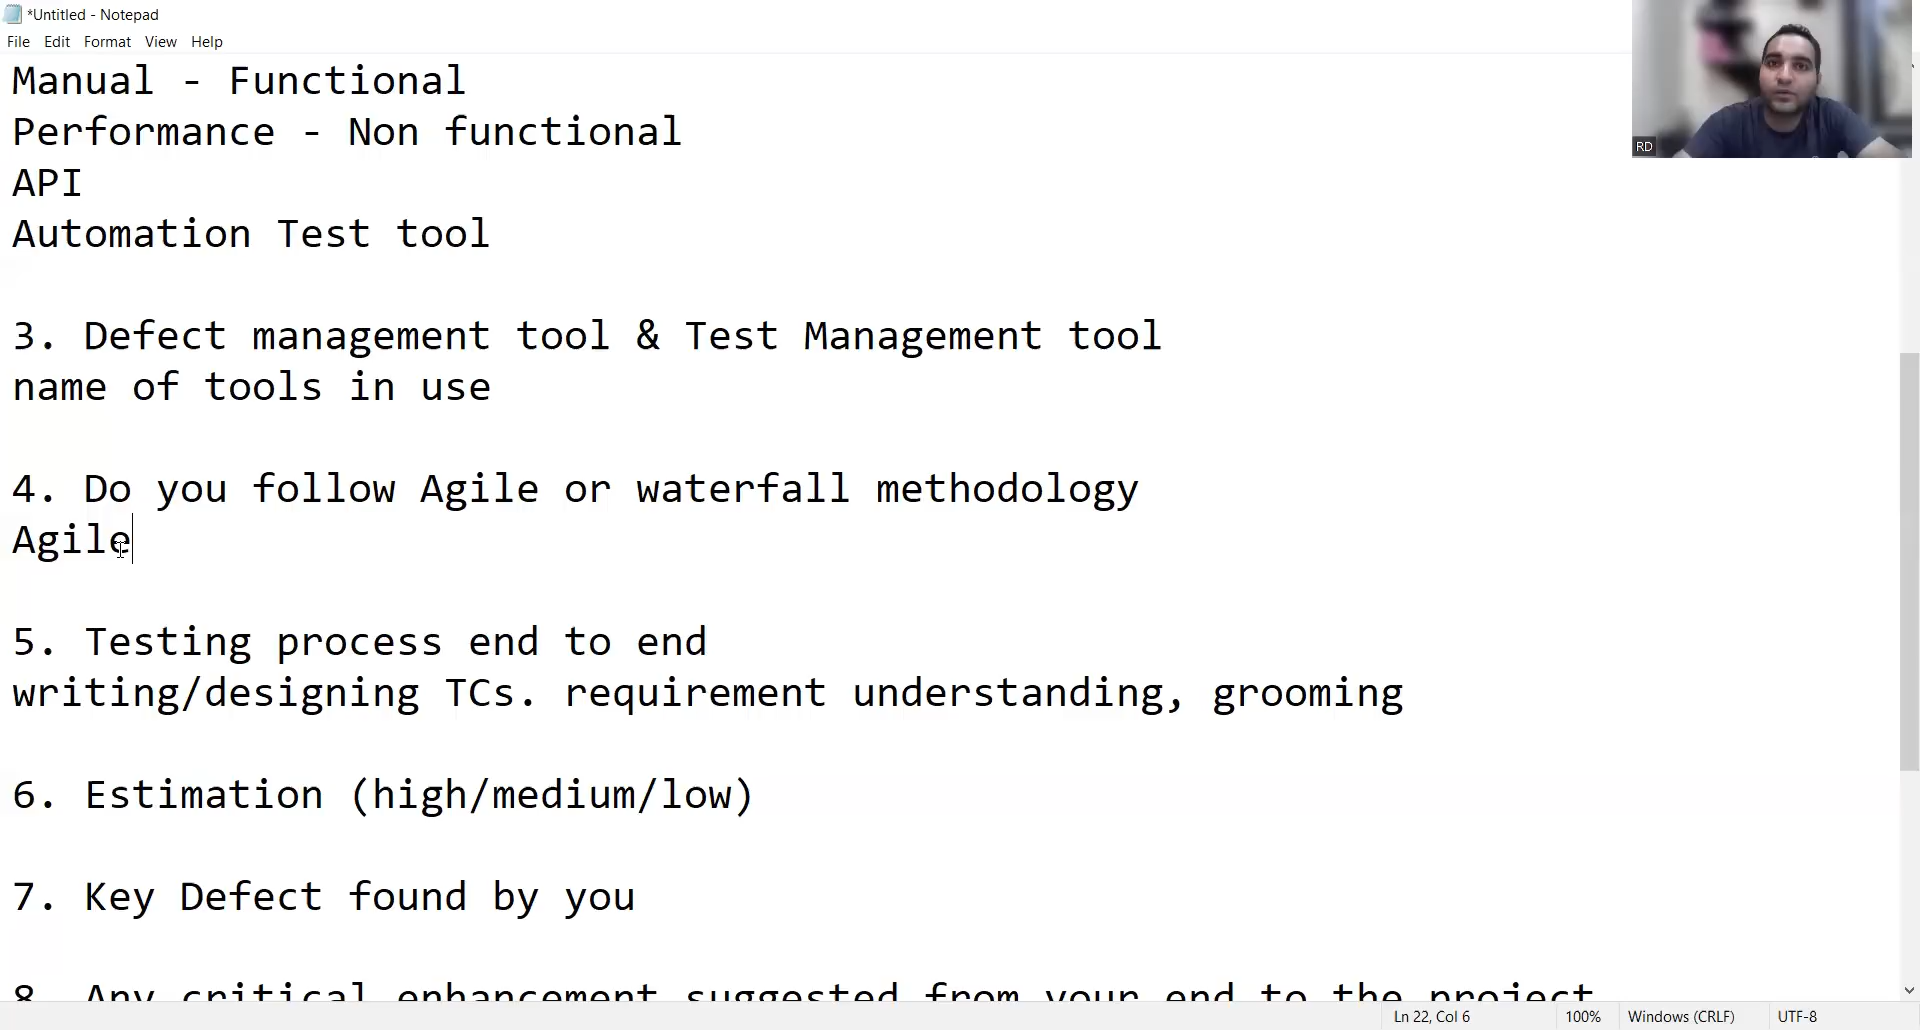 *Untitled - Notepad
File Edit Format View Help
Manual - Functional
Performance - Non functional
API
Automation Test tool
3. Defect management tool & Test Management tool
name of tools in use
4. Do you follow Agile or waterfall methodology
Agile
5. Testing process end to end
writing/designing TCs. requirement understanding, grooming
6. Estimation (high/medium/low)
7. Key Defect found by you
8. Any critical enhancement suggested from your end to the project
RD
Ln 22, Col 6 100% Windows (CRLF) UTF-8